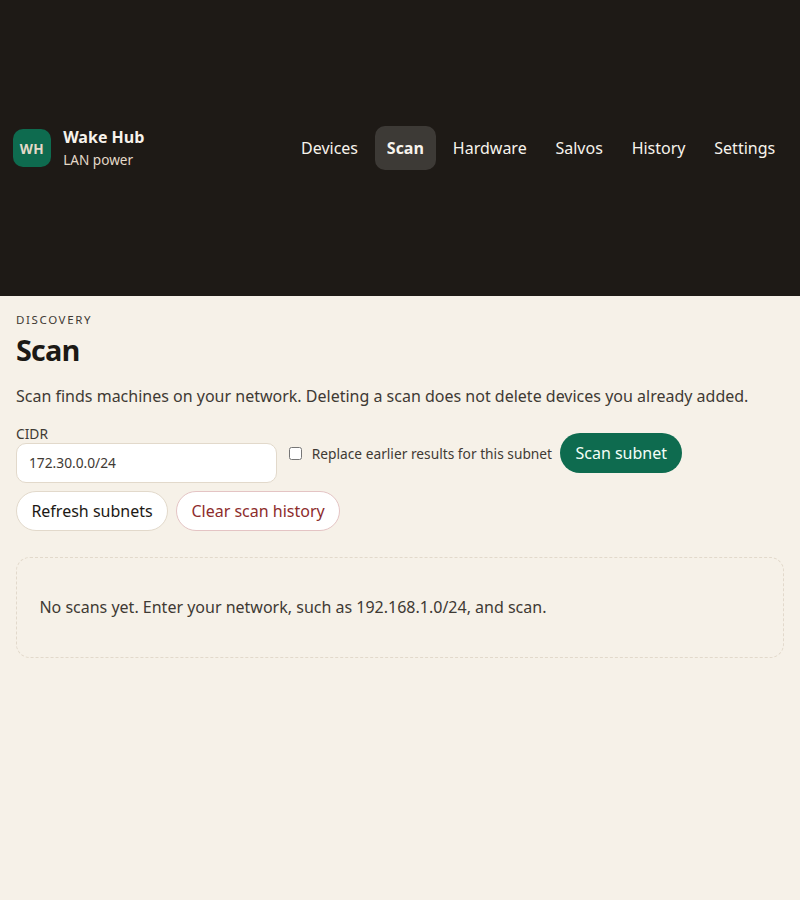 WH
Wake Hub
LAN power
Devices Scan Hardware Salvos History Settings
DISCOVERY
Scan
Scan finds machines on your network. Deleting a scan does not delete devices you already added.
CIDR
172.30.0.0/24
Replace earlier results for this subnet
Scan subnet
Refresh subnets Clear scan history
No scans yet. Enter your network, such as 192.168.1.0/24, and scan.